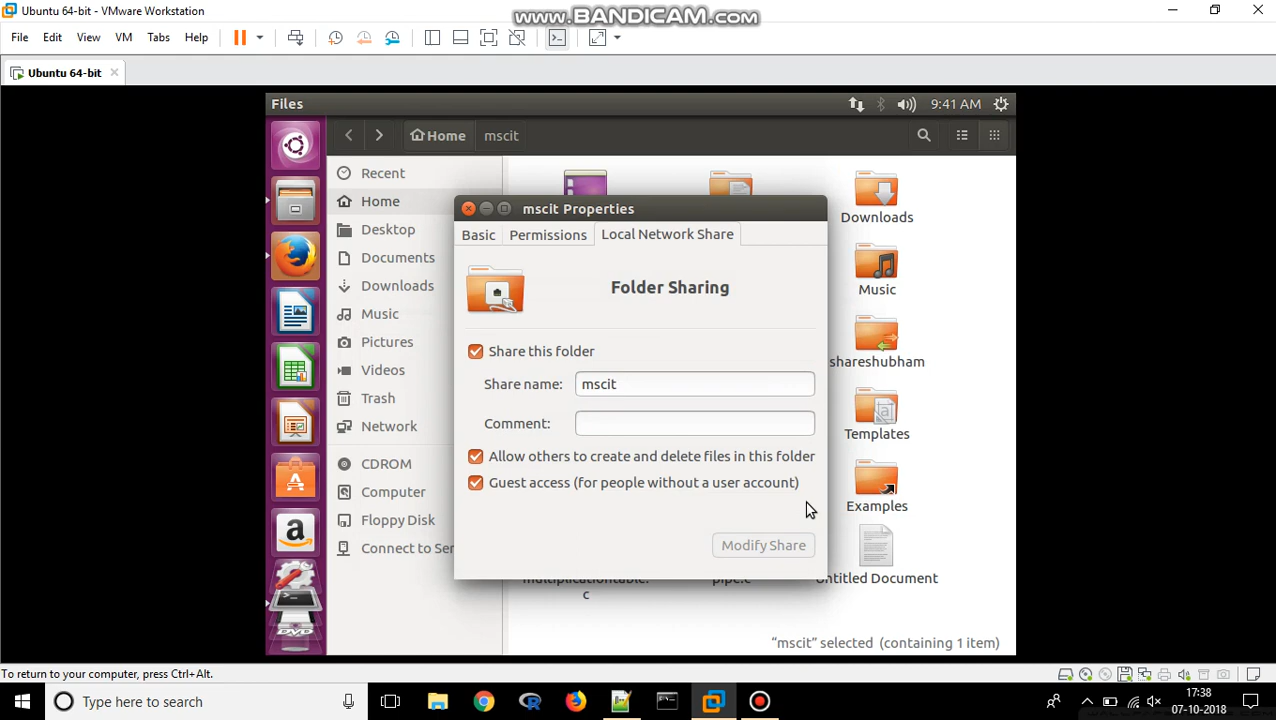 Ubuntu 64-bit - VMware Workstation
www.BANDICAM.com
File Edit View VM Tabs Help
Ubuntu 64-bit
Files
9:41 AM
Home mscit
Recent
Home
Desktop
Documents
Downloads
Music
Pictures
Videos
Trash
Network
CDROM
Computer
Floppy Disk
Connect to Ser
mscit Properties
Basic Permissions Local Network Share
Folder Sharing
Share this folder
Share name: mscit
Comment:
Allow others to create and delete files in this folder
Guest access (for people without a user account)
Modify Share
Downloads
Music
shareshubham
Templates
Examples
Untitled Document
multiplicationtable.
c
pipe.c
"mscit" selected (containing 1 item)
To return to your computer, press Ctrl+Alt.
Type here to search
17:38
07-10-2018